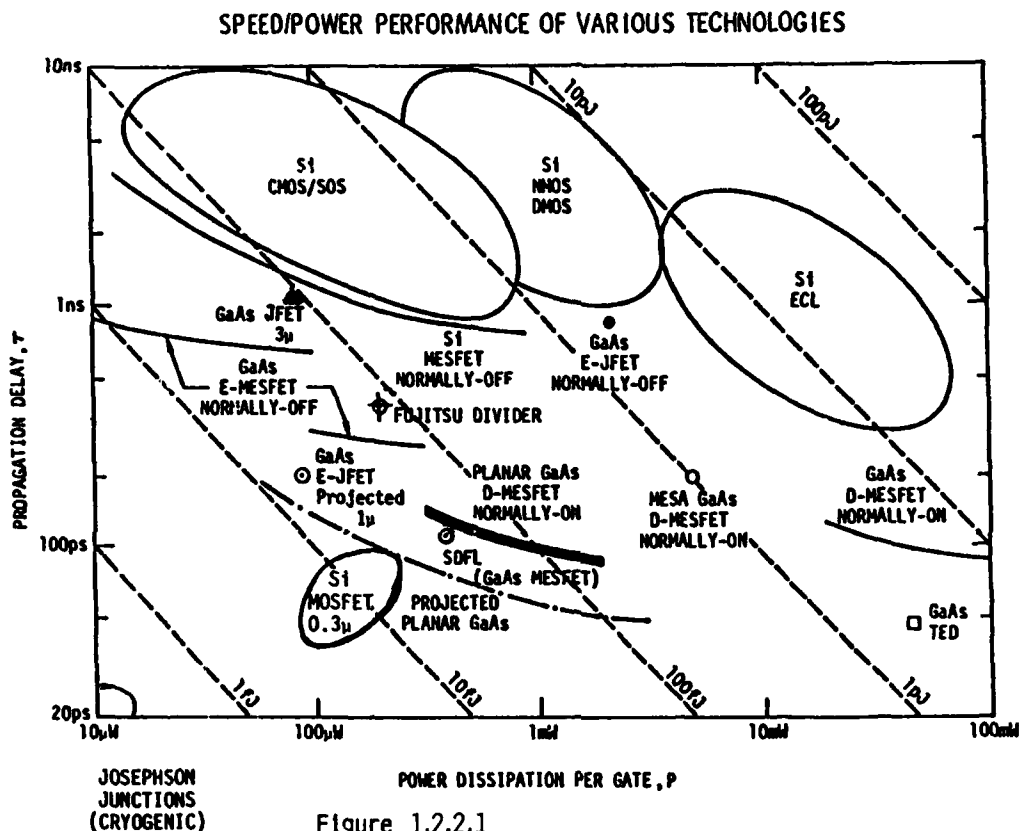 SPEED/POWER PERFORMANCE OF VARIOUS TECHNOLOGIES
10ns
1ns
100ps
20ps
PROPAGATION DELAY, τ
10pJ
100pJ
Si
CMOS/SOS
Si
NMOS
DMOS
Si
ECL
GaAs JFET
3μ
Si
MESFET
NORMALLY-OFF
GaAs
E-JFET
NORMALLY-OFF
GaAs
E-MESFET
NORMALLY-OFF
FUJITSU DIVIDER
GaAs
E-JFET
Projected
1μ
PLANAR GaAs
D-MESFET
NORMALLY-ON
MESA GaAs
D-MESFET
NORMALLY-ON
GaAs
D-MESFET
NORMALLY-ON
SDFL
(GaAs MESFET)
Si
MOSFET
0.3μ
PROJECTED
PLANAR GaAs
GaAs
TED
1fJ
10fJ
100fJ
1pJ
10μW
100μW
1mW
10mW
100mW
JOSEPHSON
JUNCTIONS
(CRYOGENIC)
POWER DISSIPATION PER GATE, P
Figure 1.2.2.1